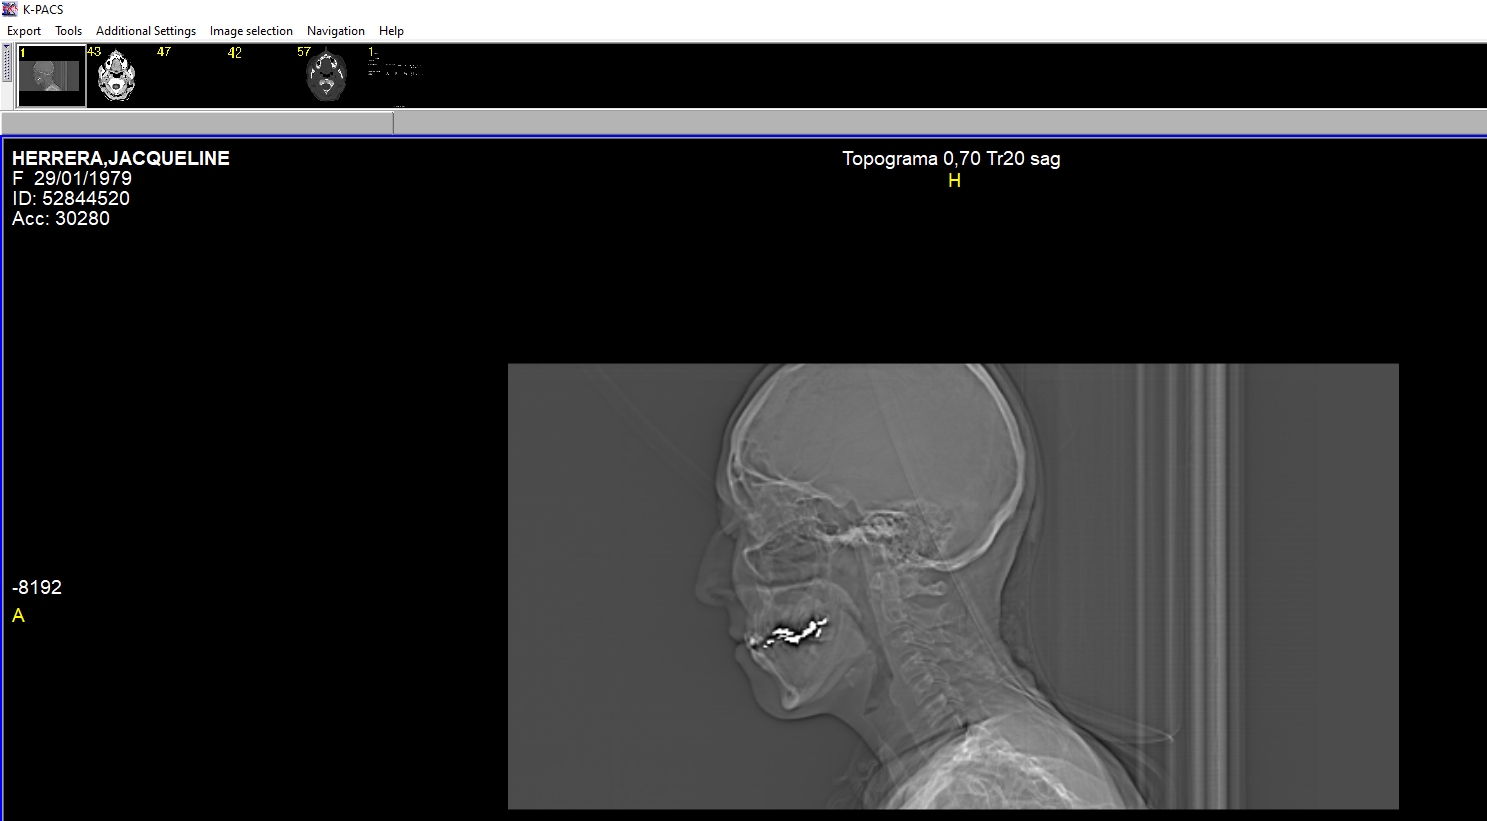 K-PACS
Export Tools Additional Settings Image selection Navigation Help
1 43 47 42 57 1
HERRERA,JACQUELINE
F 29/01/1979
ID: 52844520
Acc: 30280
Topograma 0,70 Tr20 sag
H
-8192
A